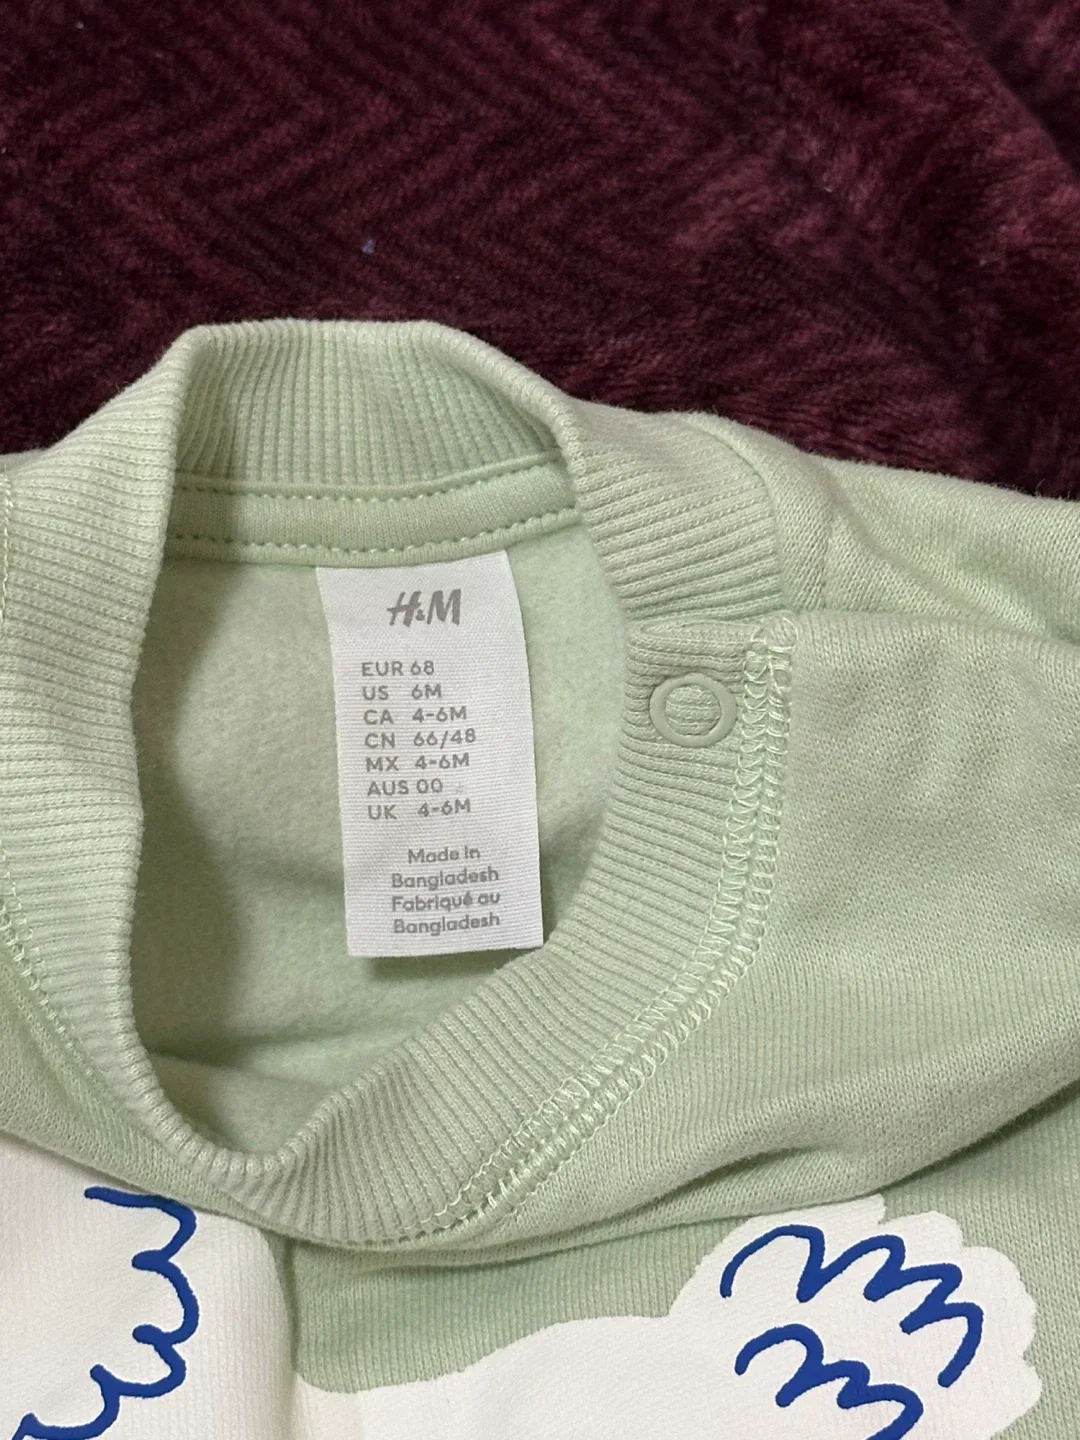 H&M
EUR 68
US 6M
CA 4-6M
CN 66/48
MX 4-6M
AUS 00
UK 4-6M
Made in
Bangladesh
Fabriqué au
Bangladesh